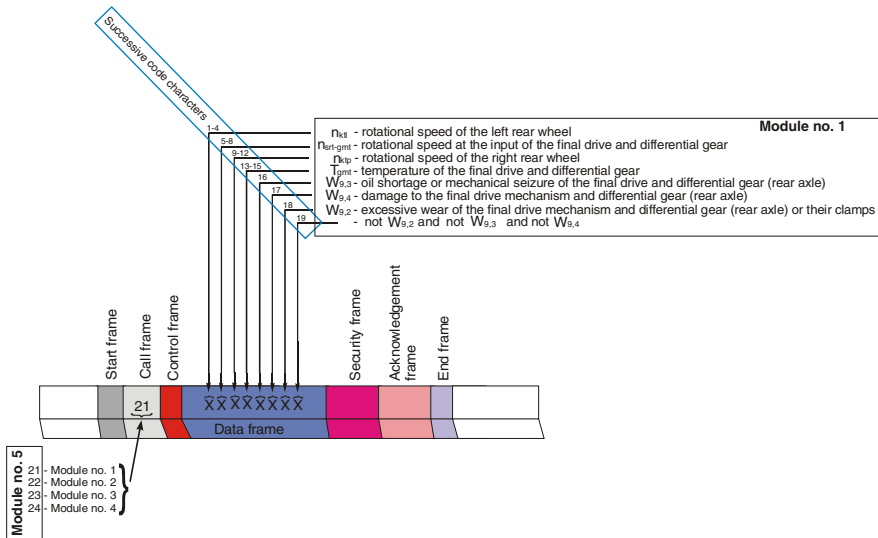 Successive code characters
Module no. 1
1-4 nktl - rotational speed of the left rear wheel
5-8 nsrt-gmt - rotational speed at the input of the final drive and differential gear
9-12 nktp - rotational speed of the right rear wheel
13-15 Tgmt - temperature of the final drive and differential gear
16 W9,3 - oil shortage or mechanical seizure of the final drive and differential gear (rear axle)
17 W9,4 - damage to the final drive mechanism and differential gear (rear axle)
18 W9,2 - excessive wear of the final drive mechanism and differential gear (rear axle) or their clamps
19 - not W9,2 and not W9,3 and not W9,4
Start frame
Call frame
Control frame
Security frame
Acknowledgement
frame
End frame
21
X X X X X X X X
Data frame
Module no. 5
21 - Module no. 1
22 - Module no. 2
23 - Module no. 3
24 - Module no. 4